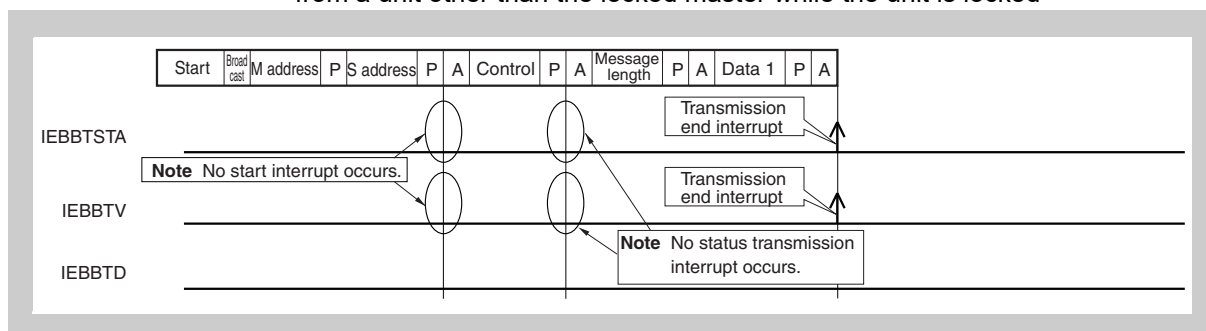 from a unit other than the locked master while the unit is locked
Start Broad cast M address P S address P A Control P A Message length P A Data 1 P A
Transmission
end interrupt
IEBBTSTA
Note No start interrupt occurs.
Transmission
end interrupt
IEBBTV
Note No status transmission
interrupt occurs.
IEBBTD